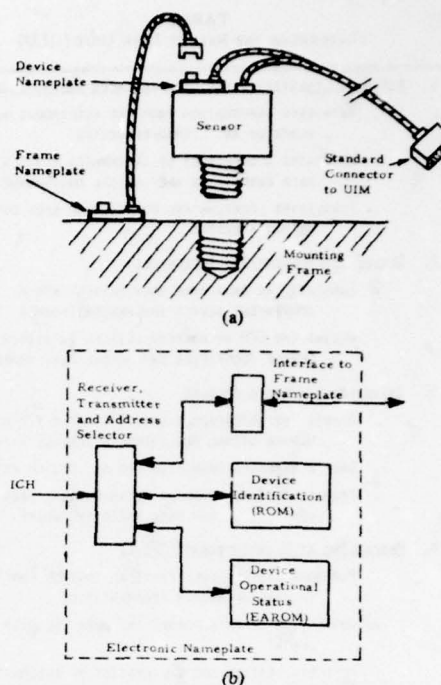 Device
Nameplate
Sensor
Frame
Nameplate
Standard
Connector
to UIM
Mounting
Frame
(a)
Receiver,
Transmitter
and Address
Selector
Interface to
Frame
Nameplate
ICH
Device
Identification
(ROM)
Device
Operational
Status
(EAROM)
Electronic Nameplate
(b)